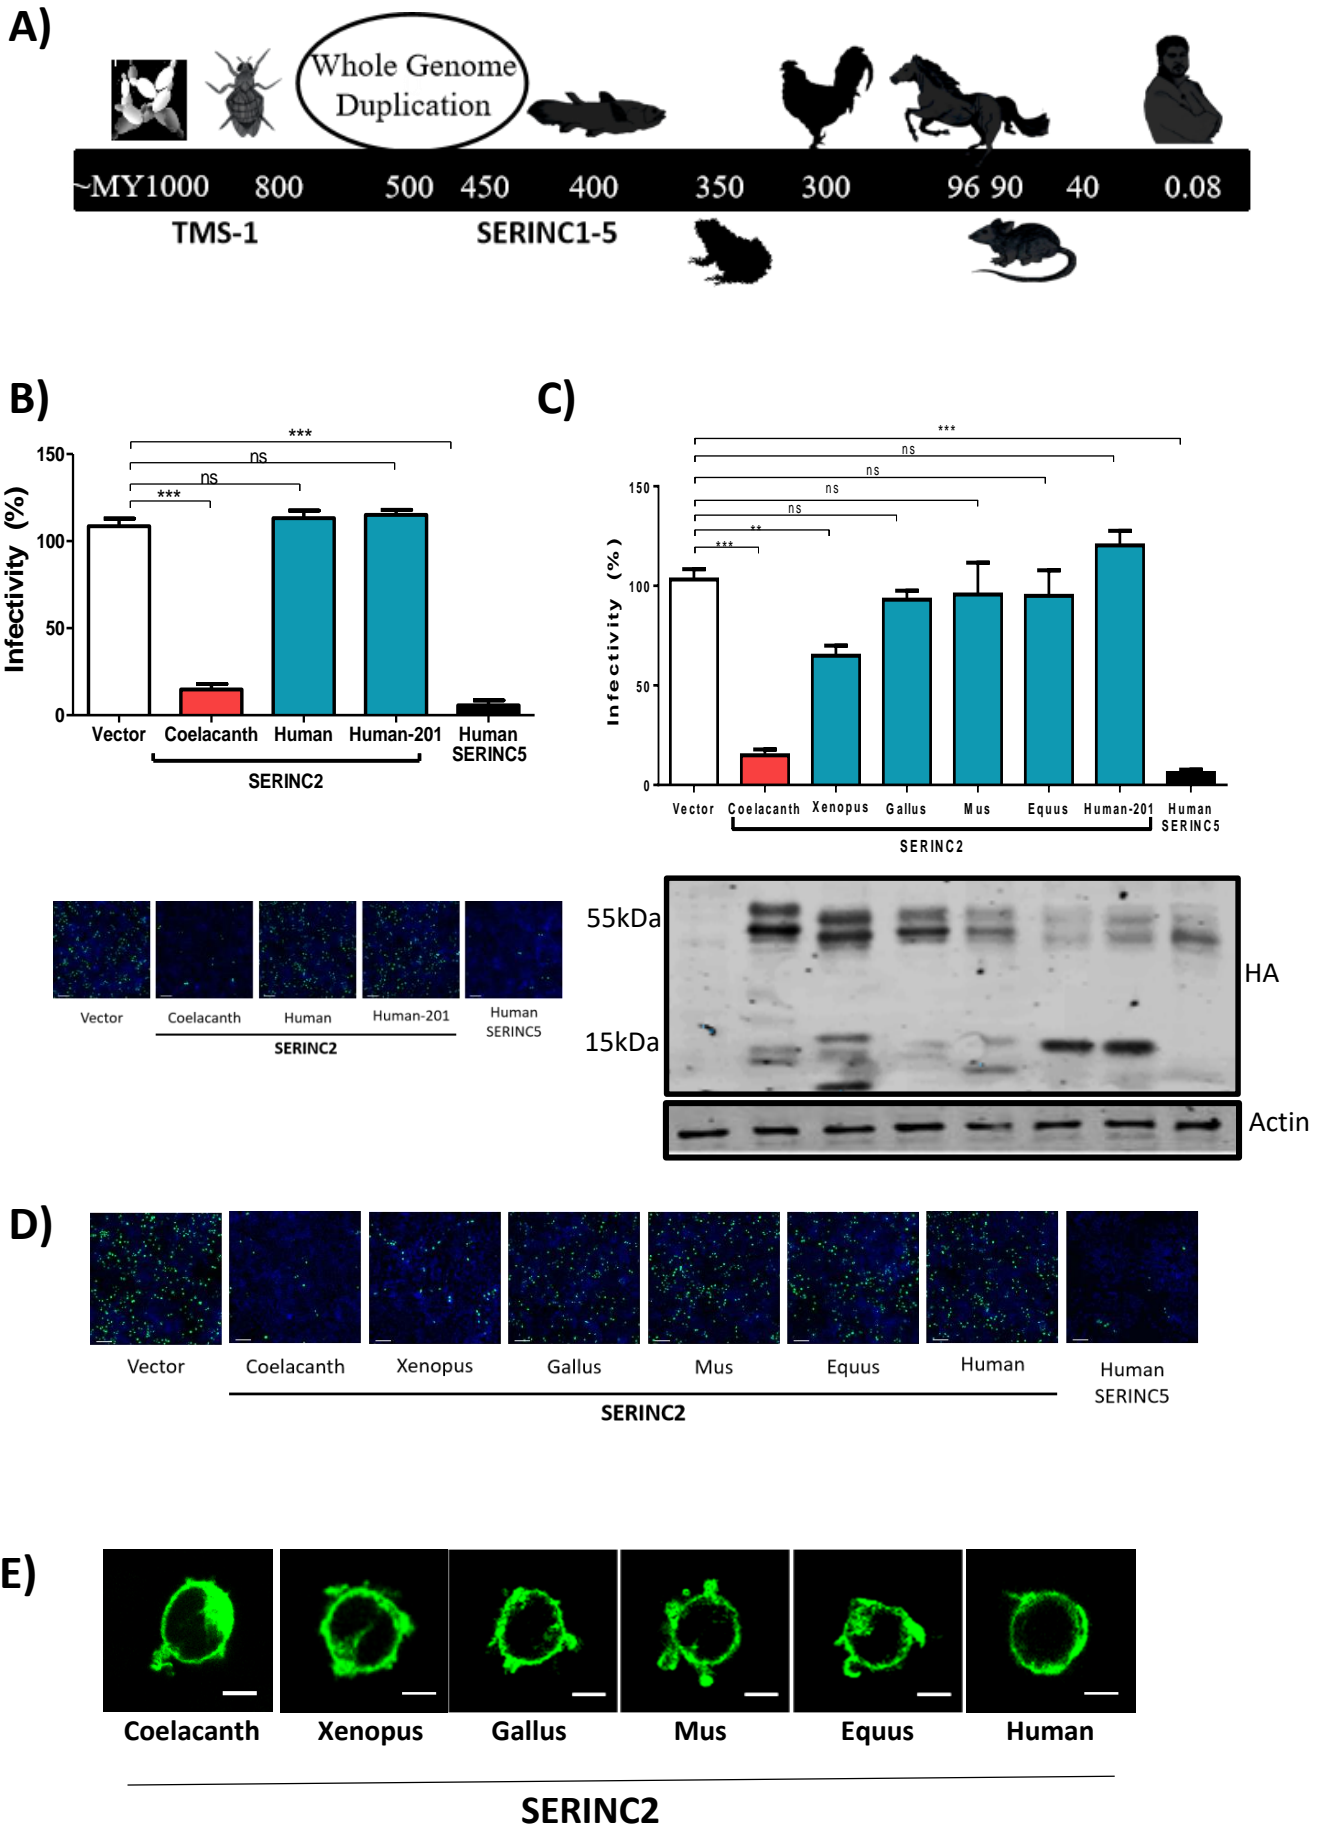 A)
Whole Genome
Duplication
~MY1000 800 500 450 400 350 300 96 90 40 0.08
TMS-1 SERINC1-5
B)
***
ns
ns
***
150
100
50
0
Infectivity (%)
Vector Coelacanth Human Human-201 Human
SERINC5
SERINC2
Vector Coelacanth Human Human-201 Human
SERINC5
SERINC2
C)
***
ns
ns
ns
ns
**
***
150
100
50
0
Infectivity (%)
Vector Coelacanth Xenopus Gallus Mus Equus Human-201 Human
SERINC5
SERINC2
55kDa
HA
15kDa
Actin
D)
Vector Coelacanth Xenopus Gallus Mus Equus Human Human
SERINC5
SERINC2
E)
Coelacanth Xenopus Gallus Mus Equus Human
SERINC2